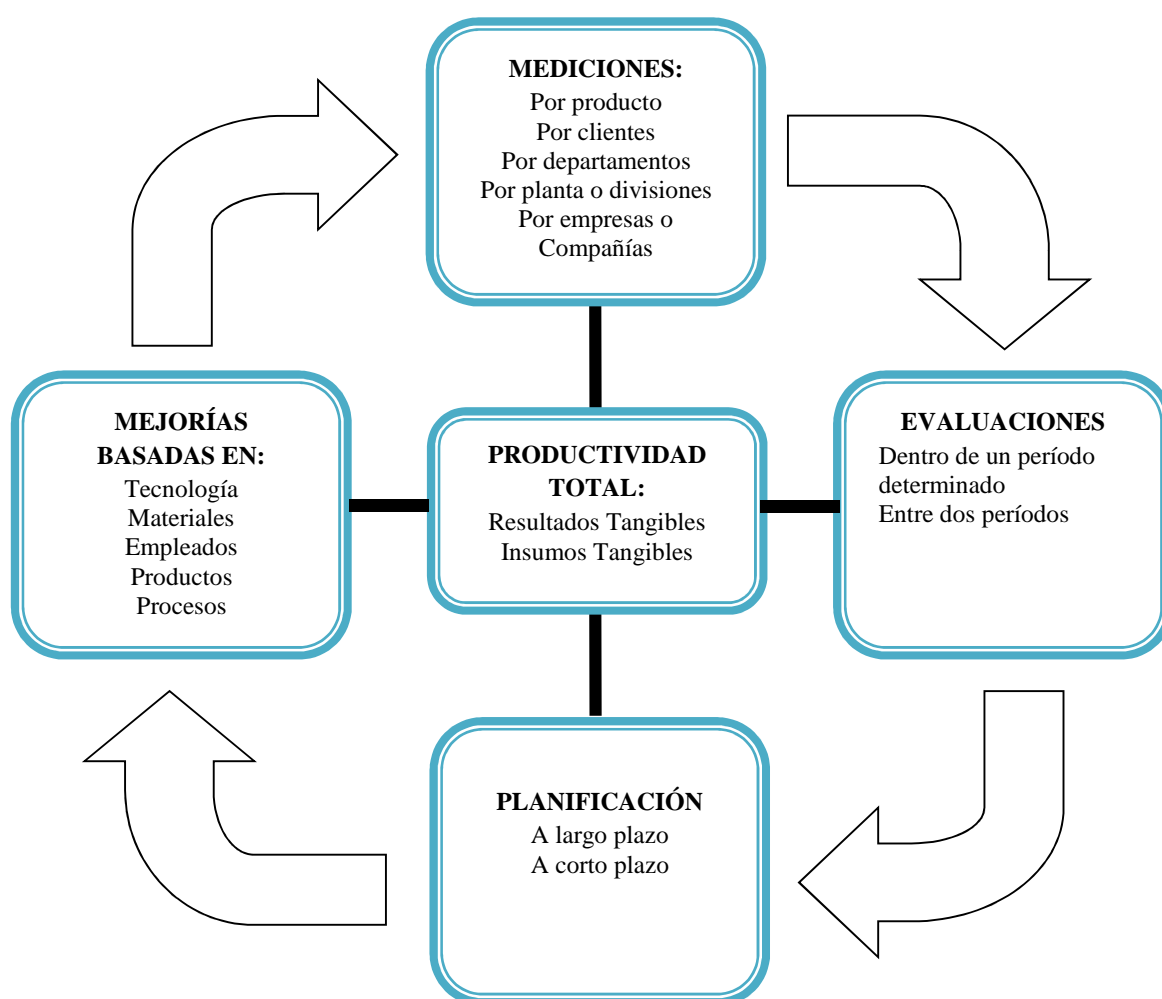 MEDICIONES:
Por producto
Por clientes
Por departamentos
Por planta o divisiones
Por empresas o
Compañías
MEJORÍAS
BASADAS EN:
Tecnología
Materiales
Empleados
Productos
Procesos
PRODUCTIVIDAD
TOTAL:
Resultados Tangibles
Insumos Tangibles
EVALUACIONES
Dentro de un período
determinado
Entre dos períodos
PLANIFICACIÓN
A largo plazo
A corto plazo